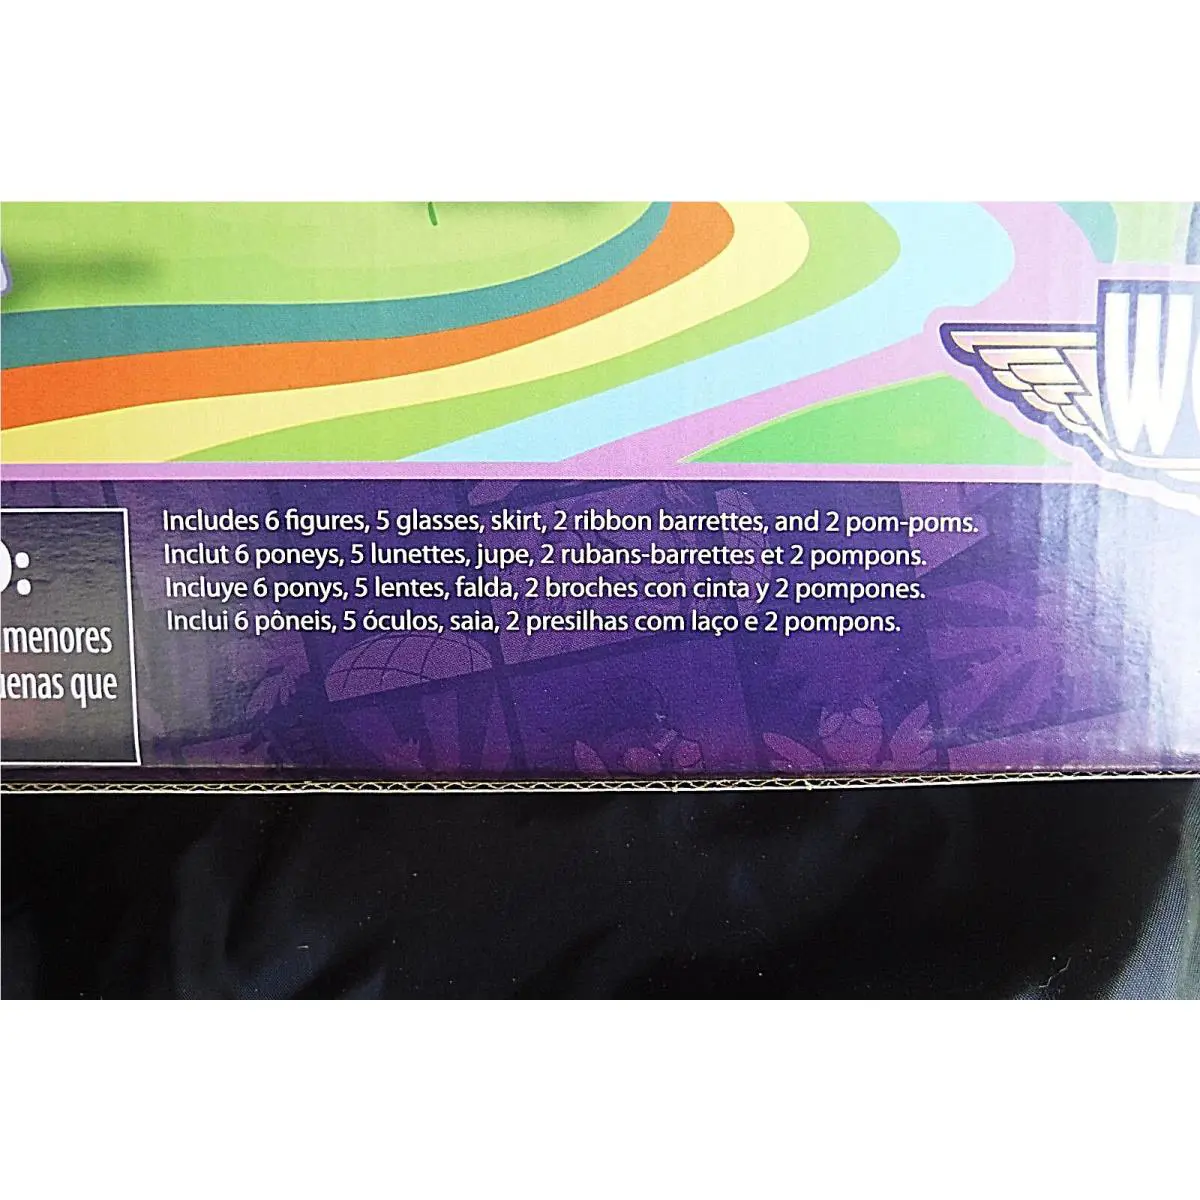 W
O:
menores
uenas que
Includes 6 figures, 5 glasses, skirt, 2 ribbon barrettes, and 2 pom-poms.
Inclut 6 poneys, 5 lunettes, jupe, 2 rubans-barrettes et 2 pompons.
Incluye 6 ponys, 5 lentes, falda, 2 broches con cinta y 2 pompones.
Inclui 6 pôneis, 5 óculos, saia, 2 presilhas com laço e 2 pompons.